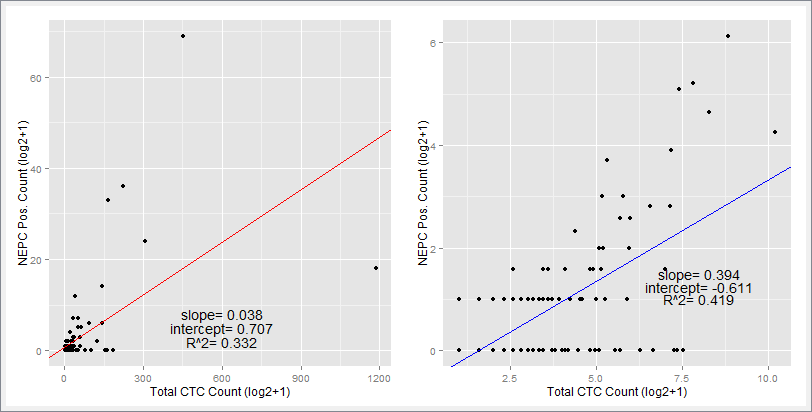 NEPC Pos. Count (log2+1)
60
40
20
0
slope= 0.038
intercept= 0.707
R^2= 0.332
0
300
600
900
1200
Total CTC Count (log2+1)
NEPC Pos. Count (log2+1)
6
4
2
0
slope= 0.394
intercept= -0.611
R^2= 0.419
2.5
5.0
7.5
10.0
Total CTC Count (log2+1)